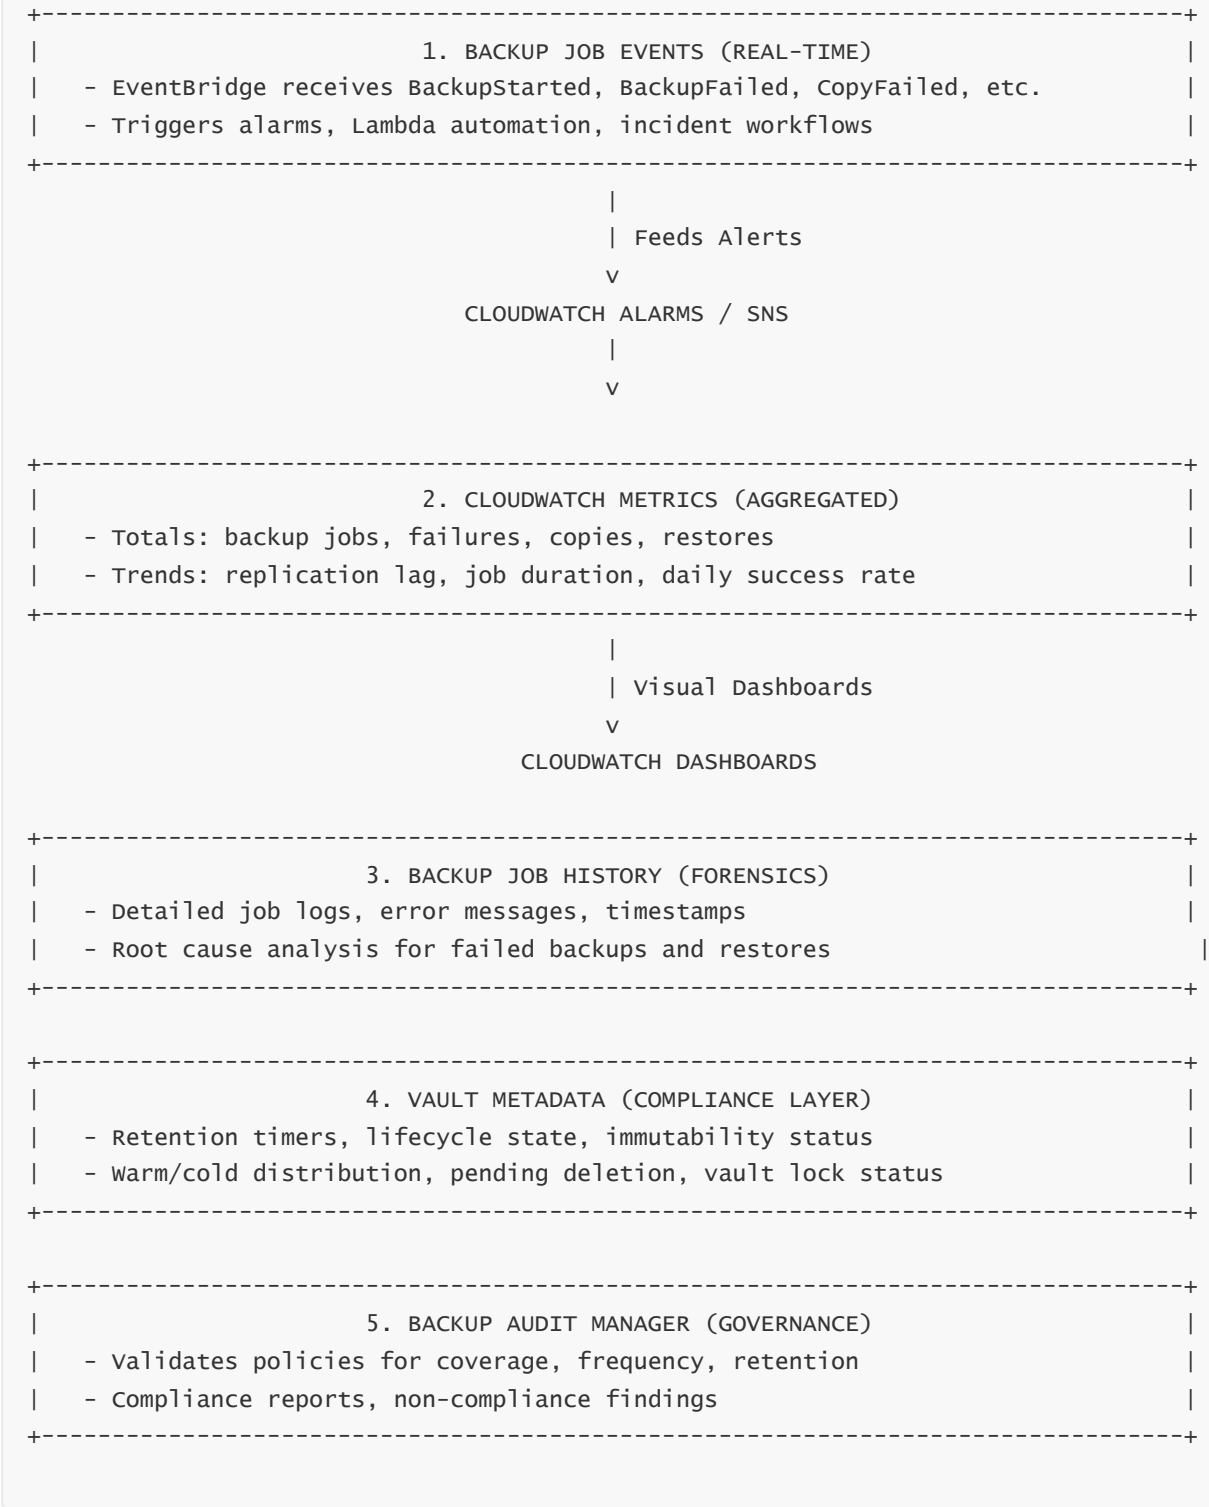 +---------------------------------------------------------------------------------+
|                           1. BACKUP JOB EVENTS (REAL-TIME)                      |
|   - EventBridge receives BackupStarted, BackupFailed, CopyFailed, etc.          |
|   - Triggers alarms, Lambda automation, incident workflows                      |
+---------------------------------------------------------------------------------+
                                         |
                                         | Feeds Alerts
                                         v
                               CLOUDWATCH ALARMS / SNS
                                         |
                                         v
+---------------------------------------------------------------------------------+
|                           2. CLOUDWATCH METRICS (AGGREGATED)                    |
|   - Totals: backup jobs, failures, copies, restores                             |
|   - Trends: replication lag, job duration, daily success rate                   |
+---------------------------------------------------------------------------------+
                                         |
                                         | Visual Dashboards
                                         v
                                   CLOUDWATCH DASHBOARDS
+---------------------------------------------------------------------------------+
|                       3. BACKUP JOB HISTORY (FORENSICS)                         |
|   - Detailed job logs, error messages, timestamps                               |
|   - Root cause analysis for failed backups and restores                          |
+---------------------------------------------------------------------------------+
+---------------------------------------------------------------------------------+
|                       4. VAULT METADATA (COMPLIANCE LAYER)                      |
|   - Retention timers, lifecycle state, immutability status                      |
|   - Warm/cold distribution, pending deletion, vault lock status                 |
+---------------------------------------------------------------------------------+
+---------------------------------------------------------------------------------+
|                       5. BACKUP AUDIT MANAGER (GOVERNANCE)                      |
|   - Validates policies for coverage, frequency, retention                       |
|   - Compliance reports, non-compliance findings                                 |
+---------------------------------------------------------------------------------+